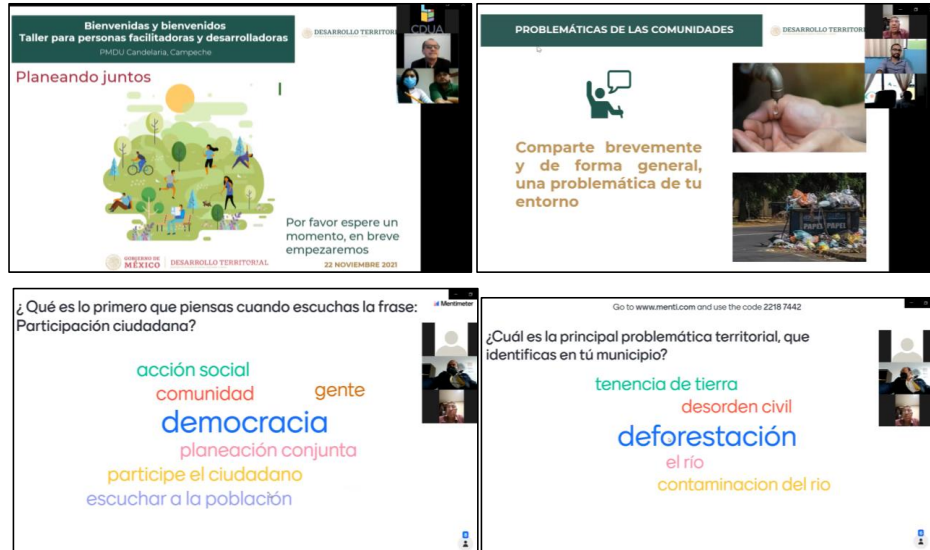 Bienvenidas y bienvenidos
Taller para personas facilitadoras y desarrolladoras
PMDU Candelaria, Campeche
DESARROLLO TERRITOR
CDUA
Planeando juntos
Por favor espere un
momento, en breve
empezaremos
22 NOVIEMBRE 2021
GOBIERNO DE
MÉXICO
DESARROLLO TERRITORIAL
PROBLEMÁTICAS DE LAS COMUNIDADES
DESARROLLO TERRITOR
Comparte brevemente
y de forma general,
una problemática de tu
entorno
PAPEL PAPEL
¿Qué es lo primero que piensas cuando escuchas la frase:
Participación ciudadana?
Mentimeter
acción social
comunidad
gente
democracia
planeación conjunta
participe el ciudadano
escuchar a la población
Go to www.menti.com and use the code 2218 7442
¿Cuál es la principal problemática territorial, que
identificas en tú municipio?
tenencia de tierra
desorden civil
deforestación
el río
contaminacion del rio